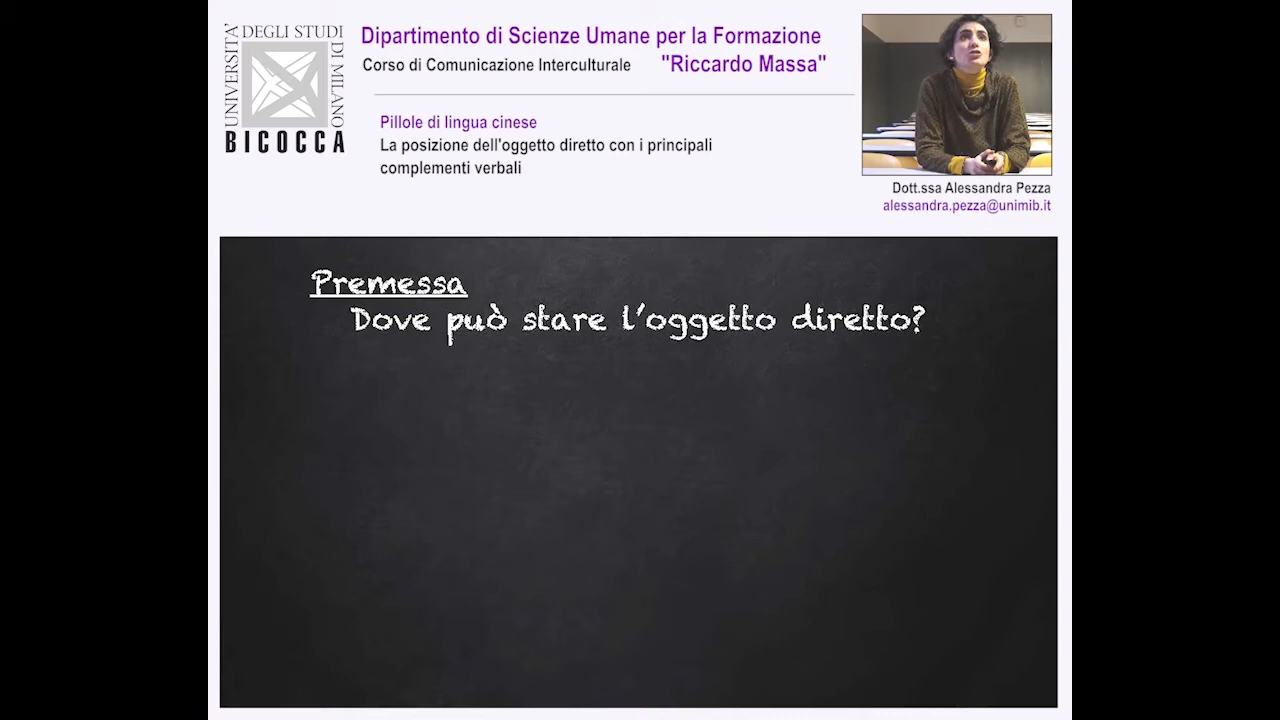 UNIVERSITA' DEGLI STUDI DI MILANO
BICOCCA
Dipartimento di Scienze Umane per la Formazione
Corso di Comunicazione Interculturale "Riccardo Massa"
Pillole di lingua cinese
La posizione dell'oggetto diretto con i principali
complementi verbali
Dott.ssa Alessandra Pezza
alessandra.pezza@unimib.it
Premessa
Dove può stare l'oggetto diretto?